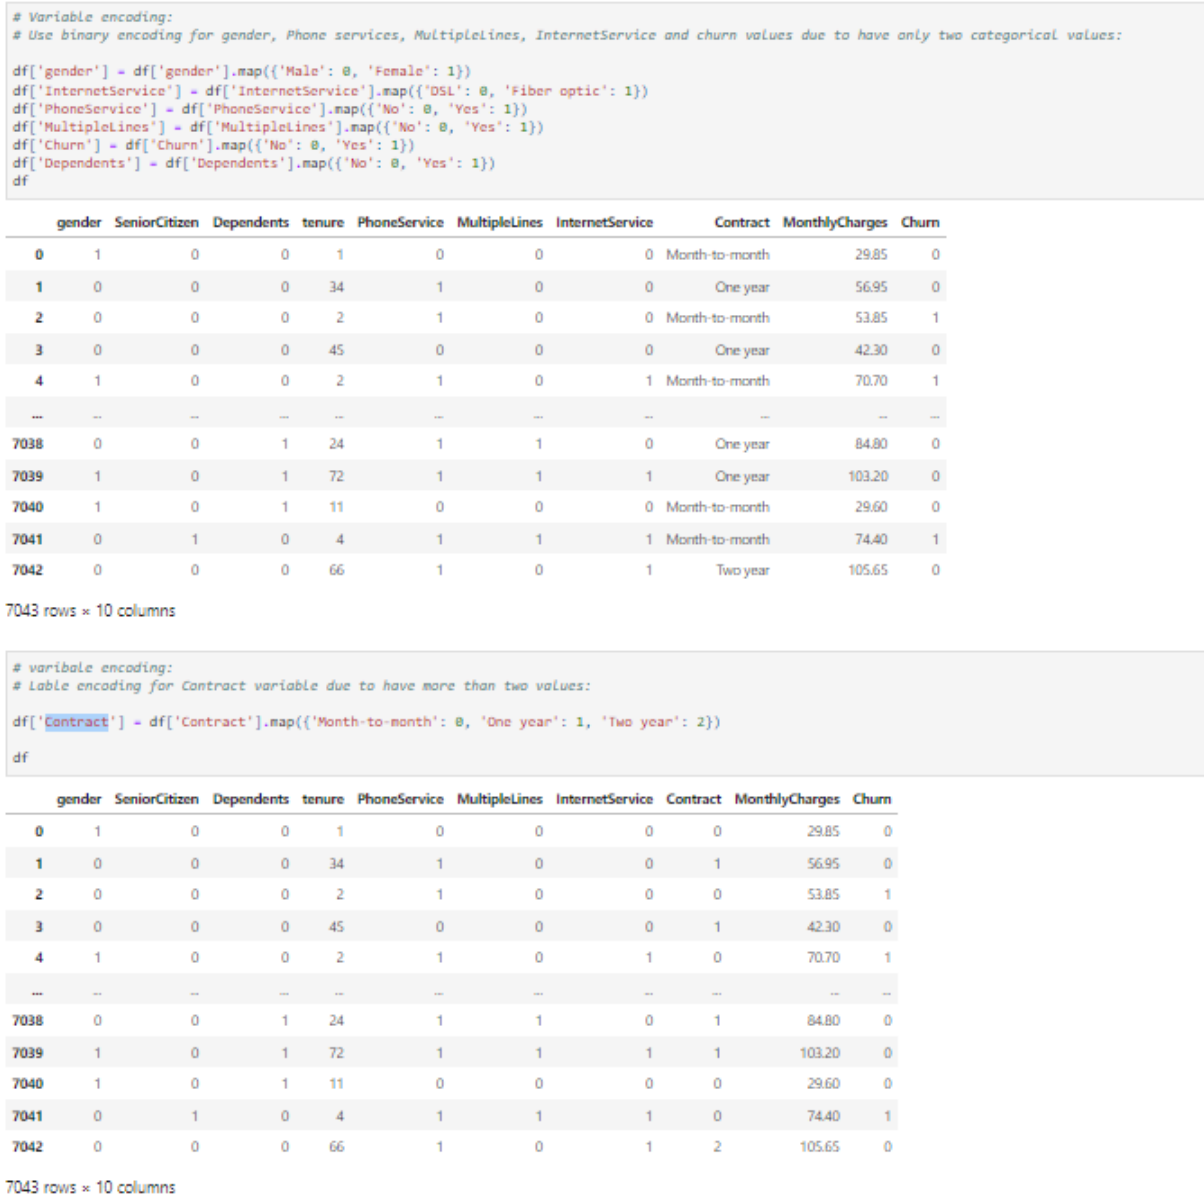 # Variable encoding:
# Use binary encoding for gender, Phone services, MultipleLines, InternetService and churn values due to have only two categorical values:
df['gender'] = df['gender'].map({'Male': 0, 'Female': 1})
df['InternetService'] = df['InternetService'].map({'DSL': 0, 'Fiber optic': 1})
df['PhoneService'] = df['PhoneService'].map({'No': 0, 'Yes': 1})
df['MultipleLines'] = df['MultipleLines'].map({'No': 0, 'Yes': 1})
df['Churn'] = df['Churn'].map({'No': 0, 'Yes': 1})
df['Dependents'] = df['Dependents'].map({'No': 0, 'Yes': 1})
df
gender SeniorCitizen Dependents tenure PhoneService MultipleLines InternetService Contract MonthlyCharges Churn
0 1 0 0 1 0 0 0 Month-to-month 29.85 0
1 0 0 0 34 1 0 0 One year 56.95 0
2 0 0 0 2 1 0 0 Month-to-month 53.85 1
3 0 0 0 45 0 0 0 One year 42.30 0
4 1 0 0 2 1 0 1 Month-to-month 70.70 1
... ... ... ... ... ... ... ... ... ... ...
7038 0 0 1 24 1 1 0 One year 84.80 0
7039 1 0 1 72 1 1 1 One year 103.20 0
7040 1 0 1 11 0 0 0 Month-to-month 29.60 0
7041 0 1 0 4 1 1 1 Month-to-month 74.40 1
7042 0 0 0 66 1 0 1 Two year 105.65 0
7043 rows × 10 columns
# varibale encoding:
# Lable encoding for Contract variable due to have more than two values:
df['Contract'] = df['Contract'].map({'Month-to-month': 0, 'One year': 1, 'Two year': 2})
df
gender SeniorCitizen Dependents tenure PhoneService MultipleLines InternetService Contract MonthlyCharges Churn
0 1 0 0 1 0 0 0 0 29.85 0
1 0 0 0 34 1 0 0 1 56.95 0
2 0 0 0 2 1 0 0 0 53.85 1
3 0 0 0 45 0 0 0 1 42.30 0
4 1 0 0 2 1 0 1 0 70.70 1
... ... ... ... ... ... ... ... ... ... ...
7038 0 0 1 24 1 1 0 1 84.80 0
7039 1 0 1 72 1 1 1 1 103.20 0
7040 1 0 1 11 0 0 0 0 29.60 0
7041 0 1 0 4 1 1 1 0 74.40 1
7042 0 0 0 66 1 0 1 2 105.65 0
7043 rows × 10 columns